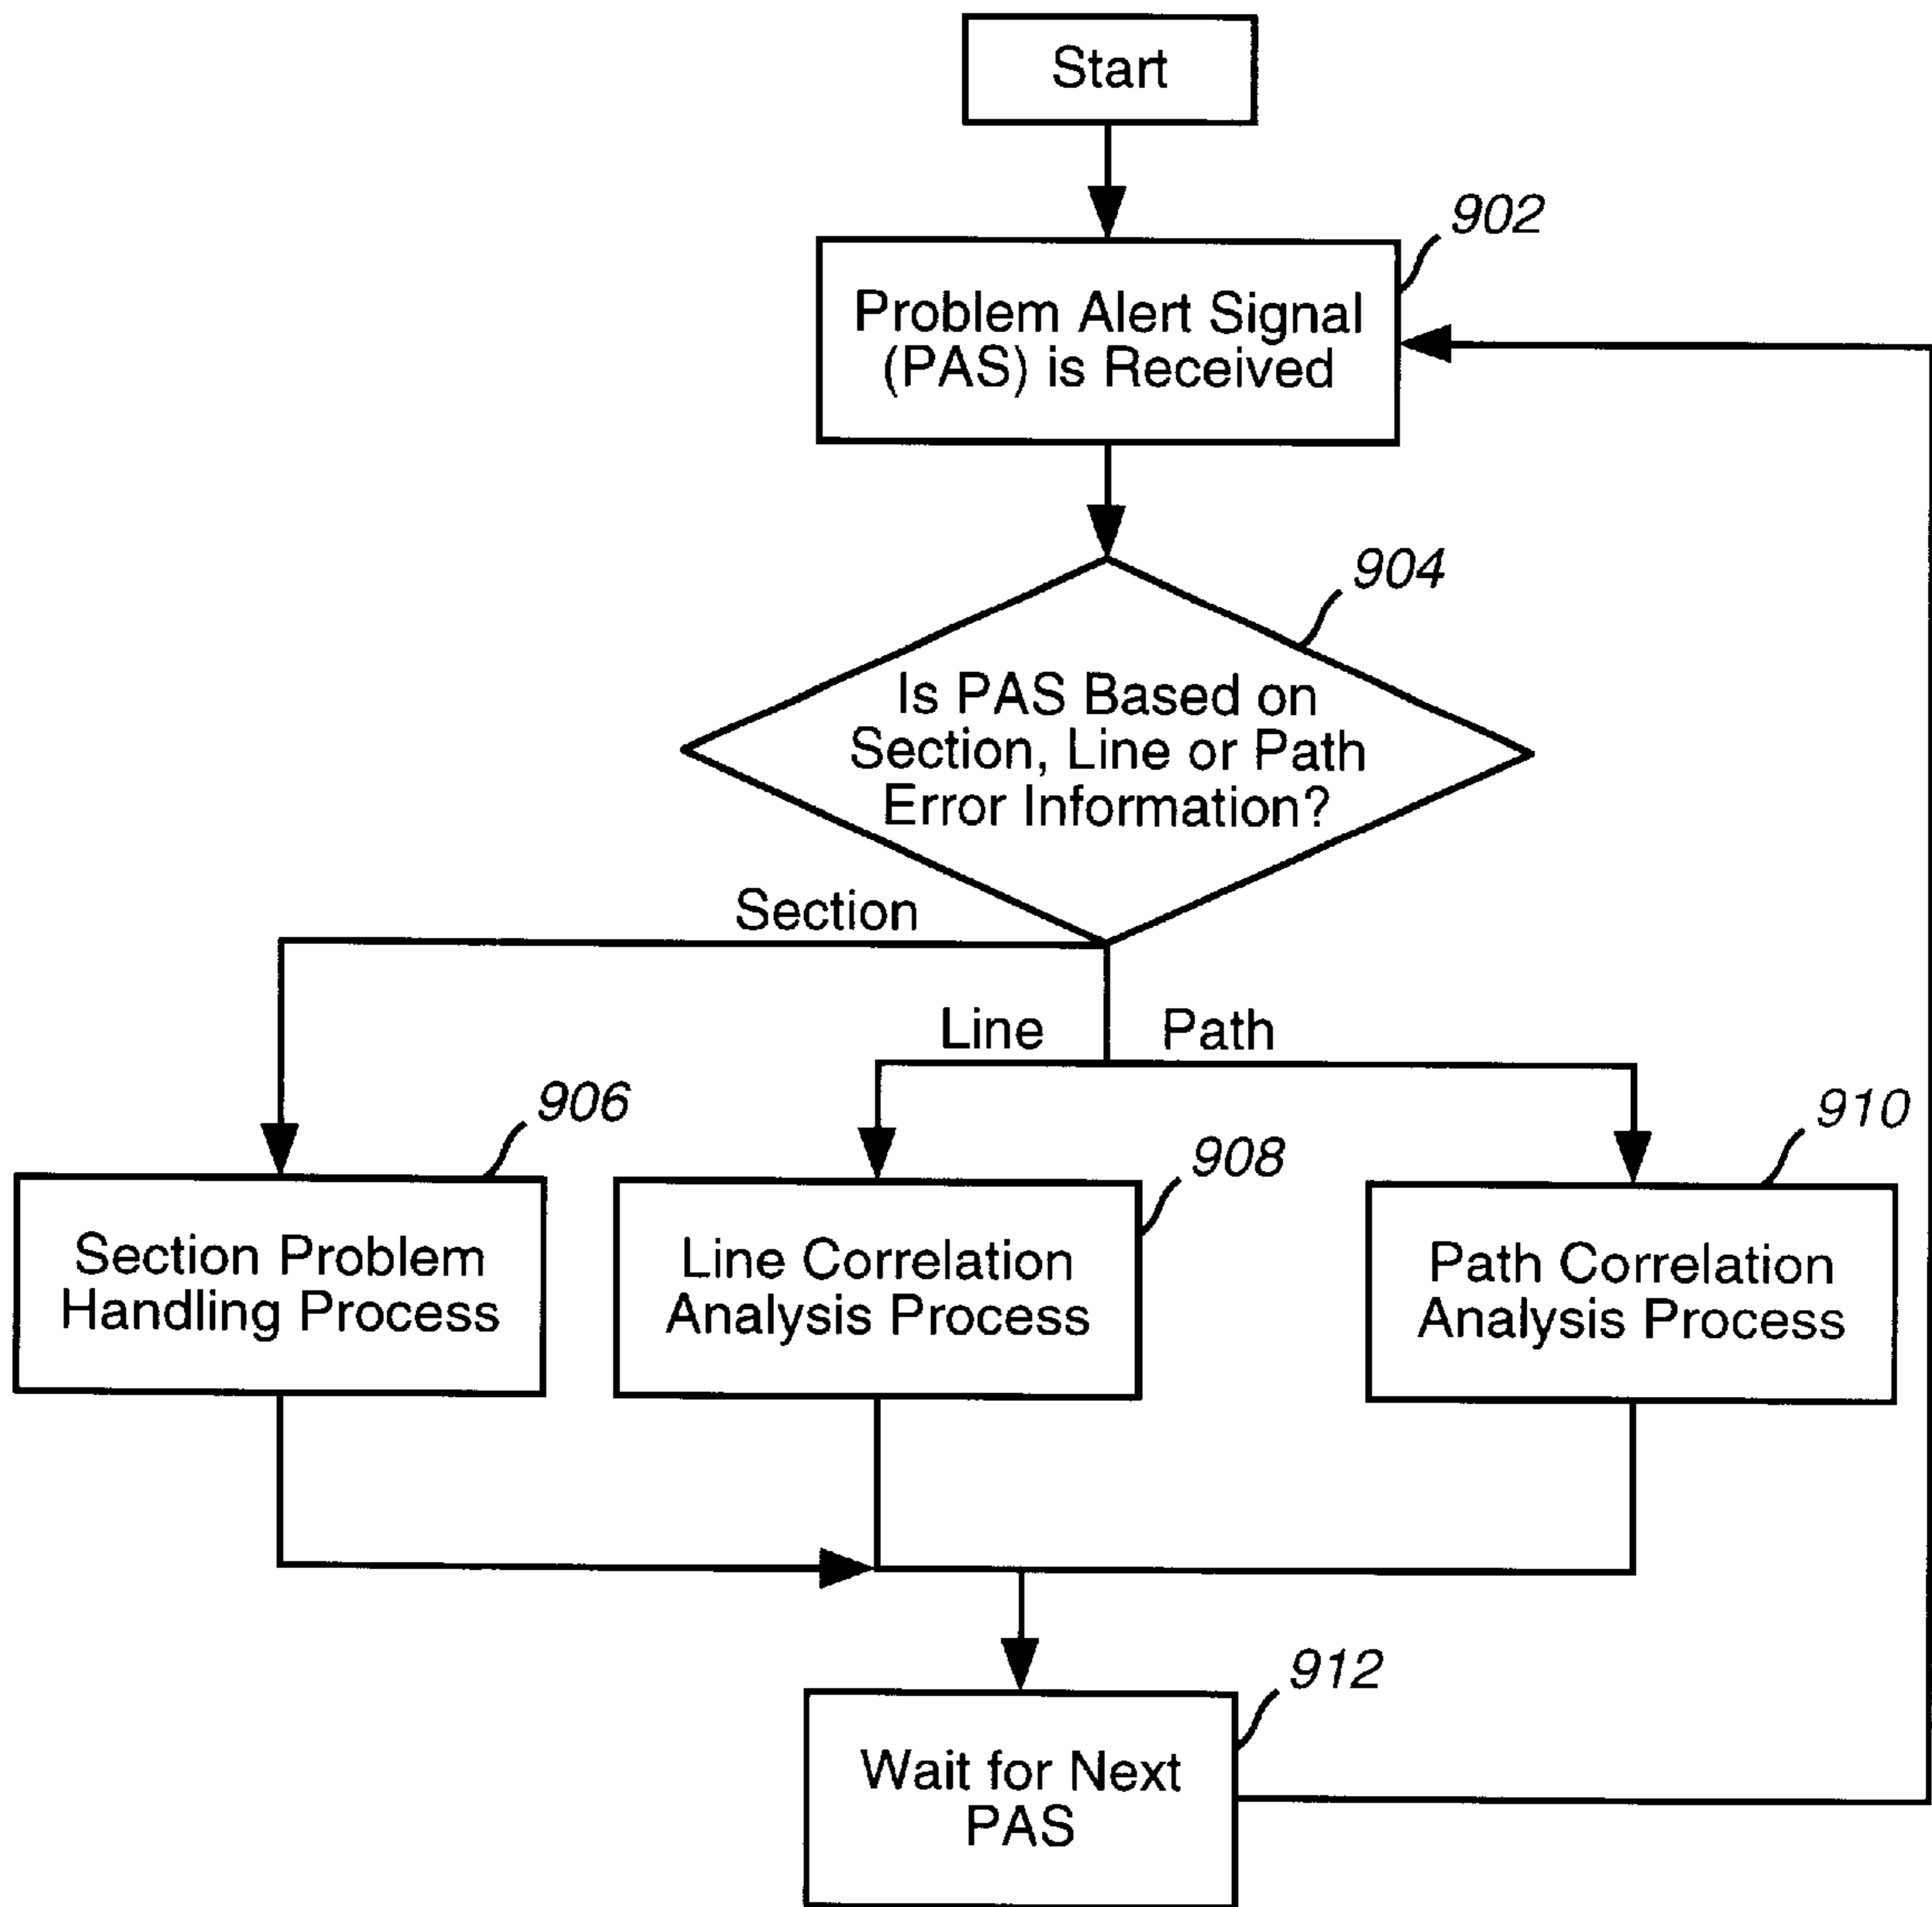 Start
902
Problem Alert Signal
(PAS) is Received
904
Is PAS Based on
Section, Line or Path
Error Information?
Section
Line
Path
906
908
910
Section Problem
Handling Process
Line Correlation
Analysis Process
Path Correlation
Analysis Process
912
Wait for Next
PAS